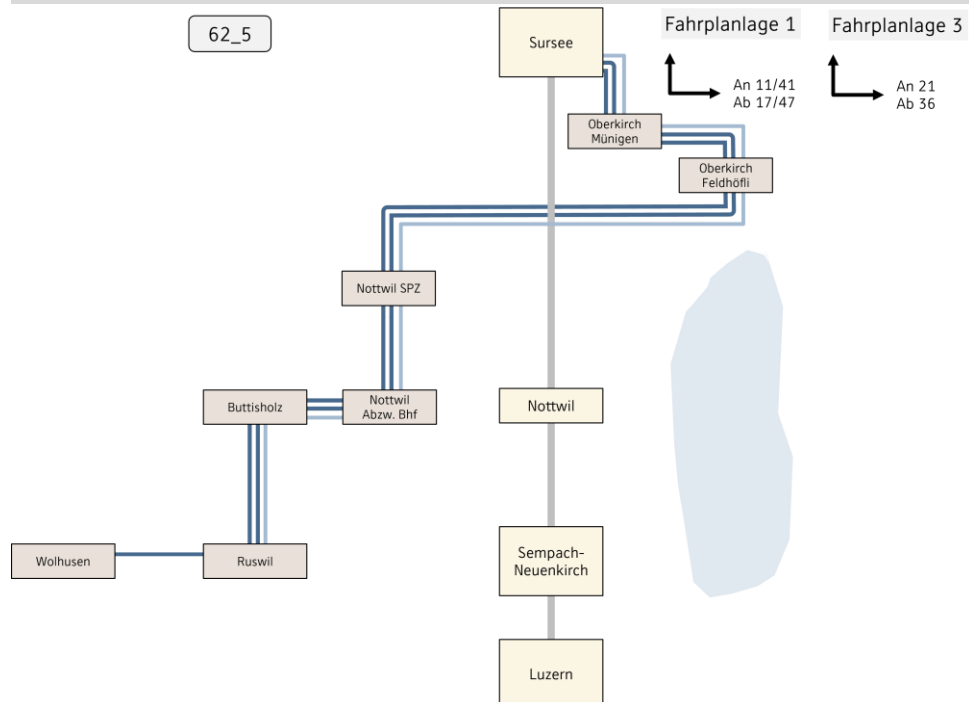 62_5
Sursee
Fahrplanlage 1
Fahrplanlage 3
An 11/41
Ab 17/47
An 21
Ab 36
Oberkirch
Münigen
Oberkirch
Feldhöfli
Nottwil SPZ
Buttisholz
Nottwil
Abzw. Bhf
Nottwil
Wolhusen
Ruswil
Sempach-
Neuenkirch
Luzern